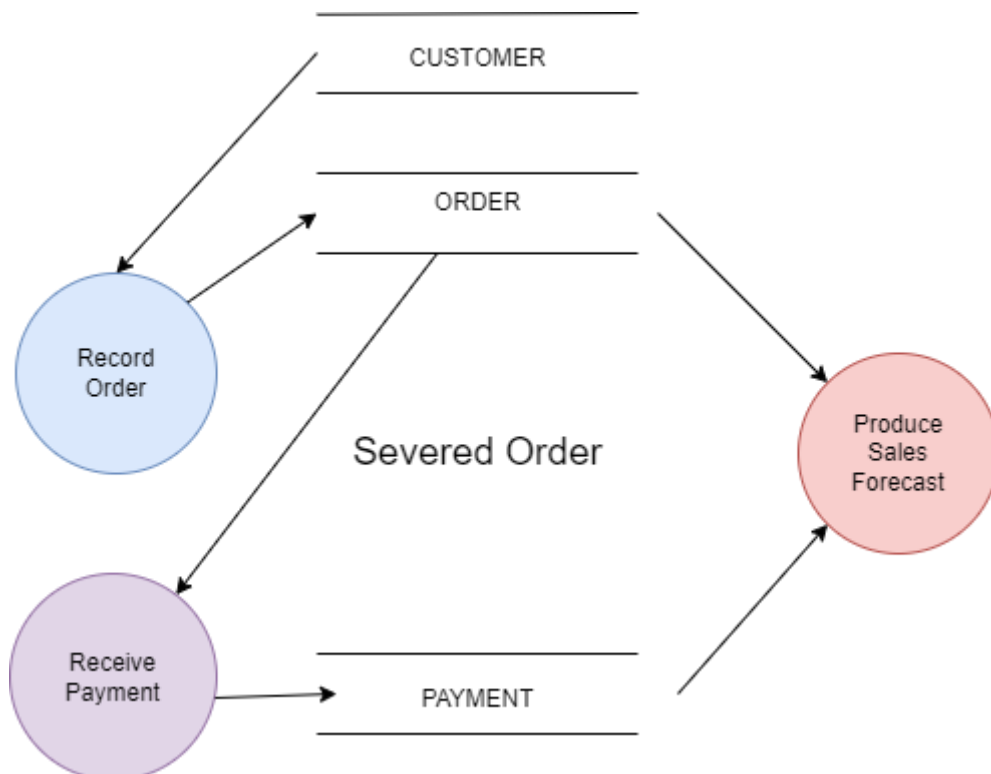 CUSTOMER
ORDER
Record
Order
Severed Order
Produce
Sales
Forecast
Receive
Payment
PAYMENT